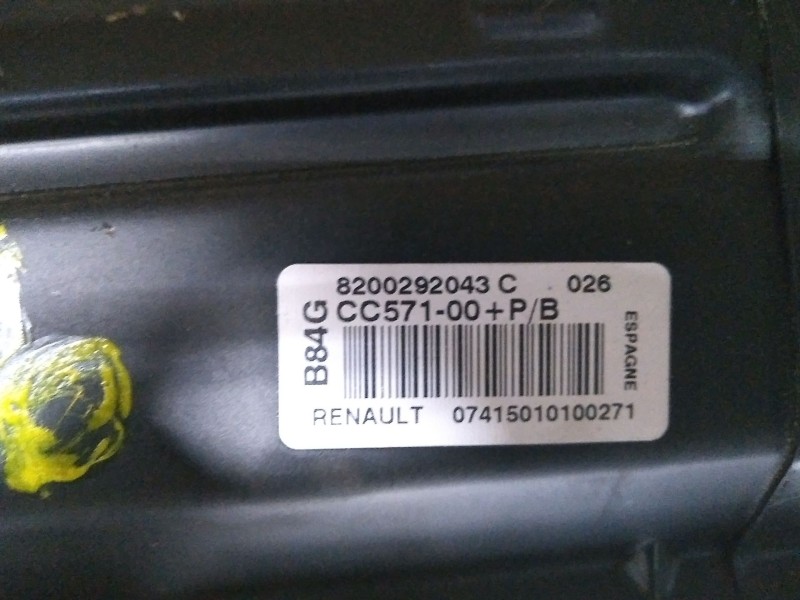 8200292043 C 026
CC571-00+P/B
B84G
ESPAGNE
RENAULT 07415010100271